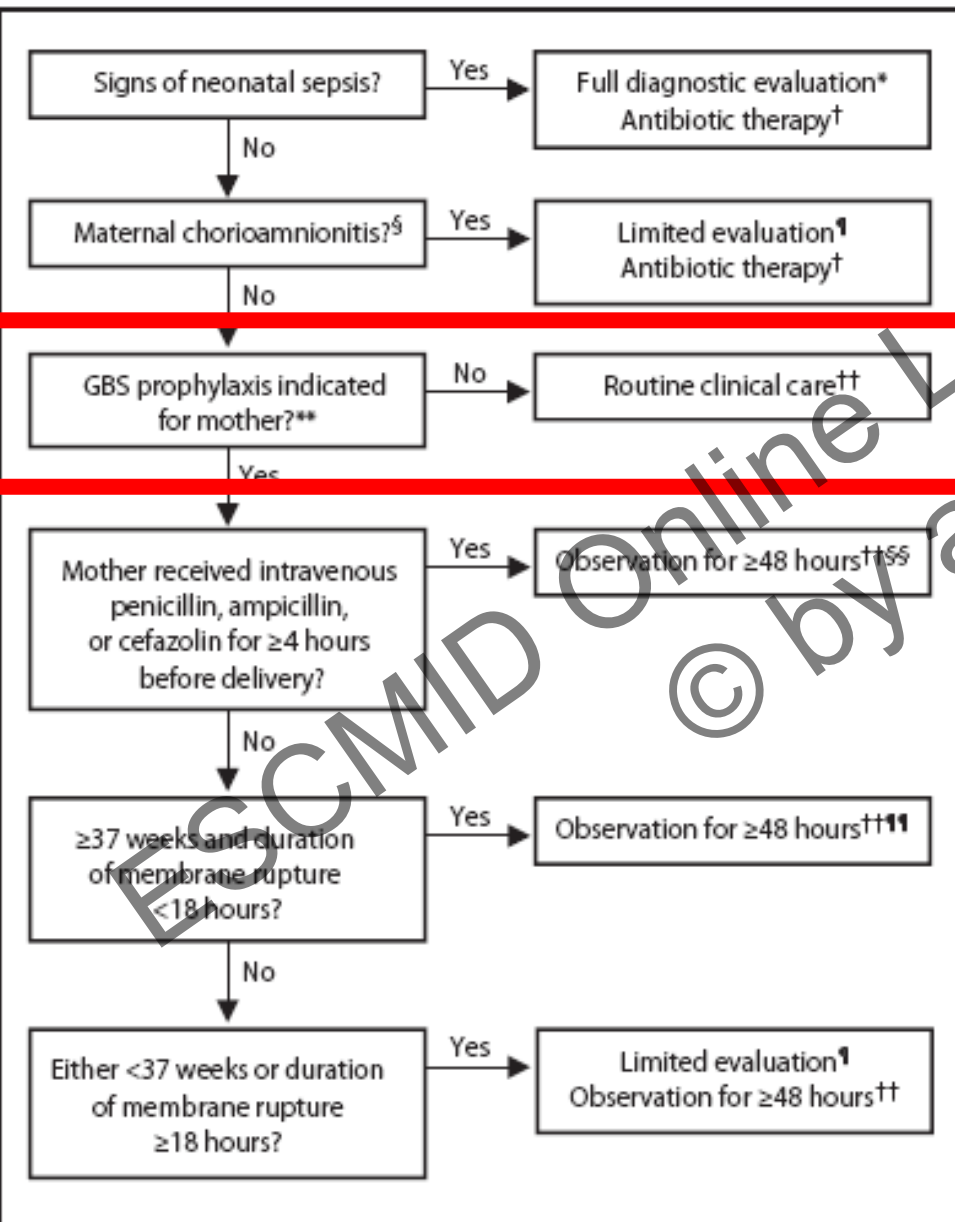 Signs of neonatal sepsis?
Yes
Full diagnostic evaluation*
Antibiotic therapy†
No
Maternal chorioamnionitis?§
Yes
Limited evaluation¶
Antibiotic therapy†
No
GBS prophylaxis indicated
for mother?**
No
Routine clinical care††
Yes
Mother received intravenous
penicillin, ampicillin,
or cefazolin for ≥4 hours
before delivery?
Yes
Observation for ≥48 hours††§§
No
≥37 weeks and duration
of membrane rupture
<18 hours?
Yes
Observation for ≥48 hours††¶¶
No
Either <37 weeks or duration
of membrane rupture
≥18 hours?
Yes
Limited evaluation¶
Observation for ≥48 hours††
ESCMID Online L
© by a